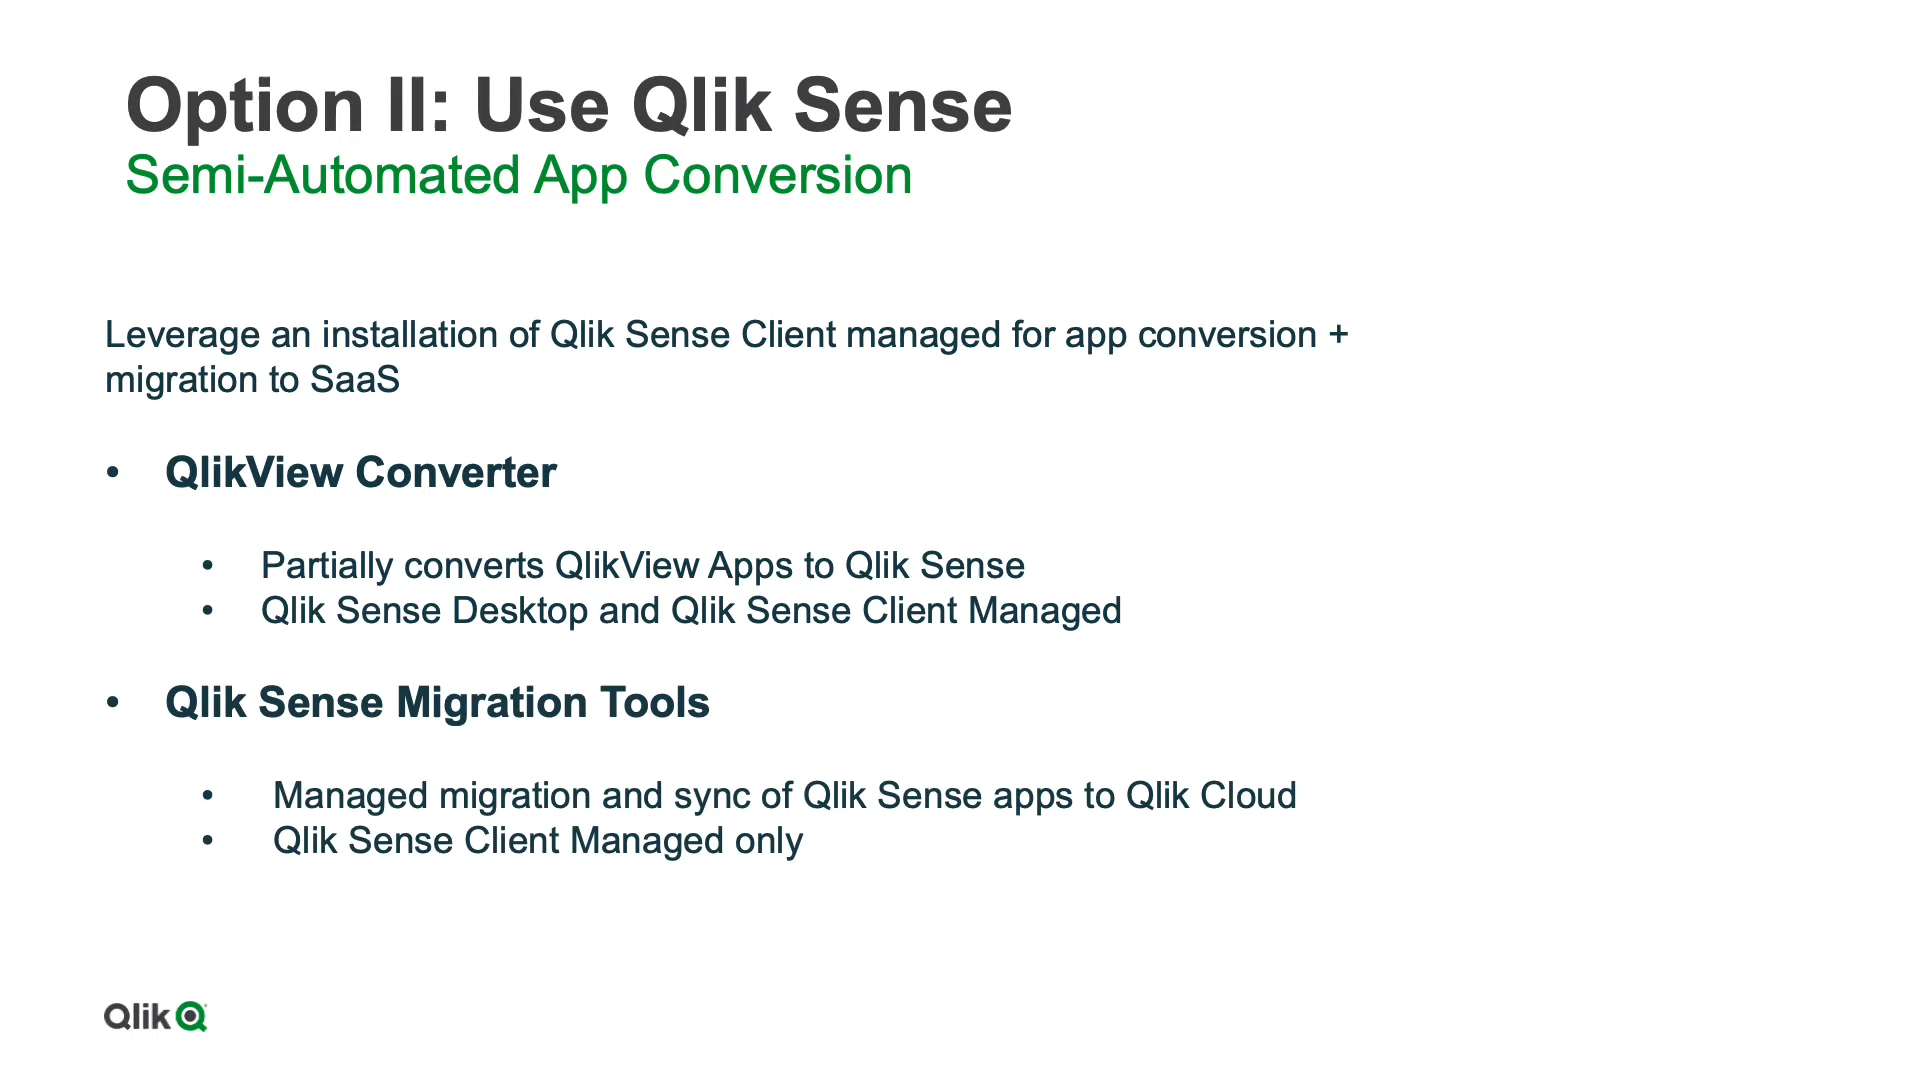 Option II: Use Qlik Sense
Semi-Automated App Conversion
Leverage an installation of Qlik Sense Client managed for app conversion +
migration to SaaS
• QlikView Converter
• Partially converts QlikView Apps to Qlik Sense
• Qlik Sense Desktop and Qlik Sense Client Managed
• Qlik Sense Migration Tools
• Managed migration and sync of Qlik Sense apps to Qlik Cloud
• Qlik Sense Client Managed only
Qlik